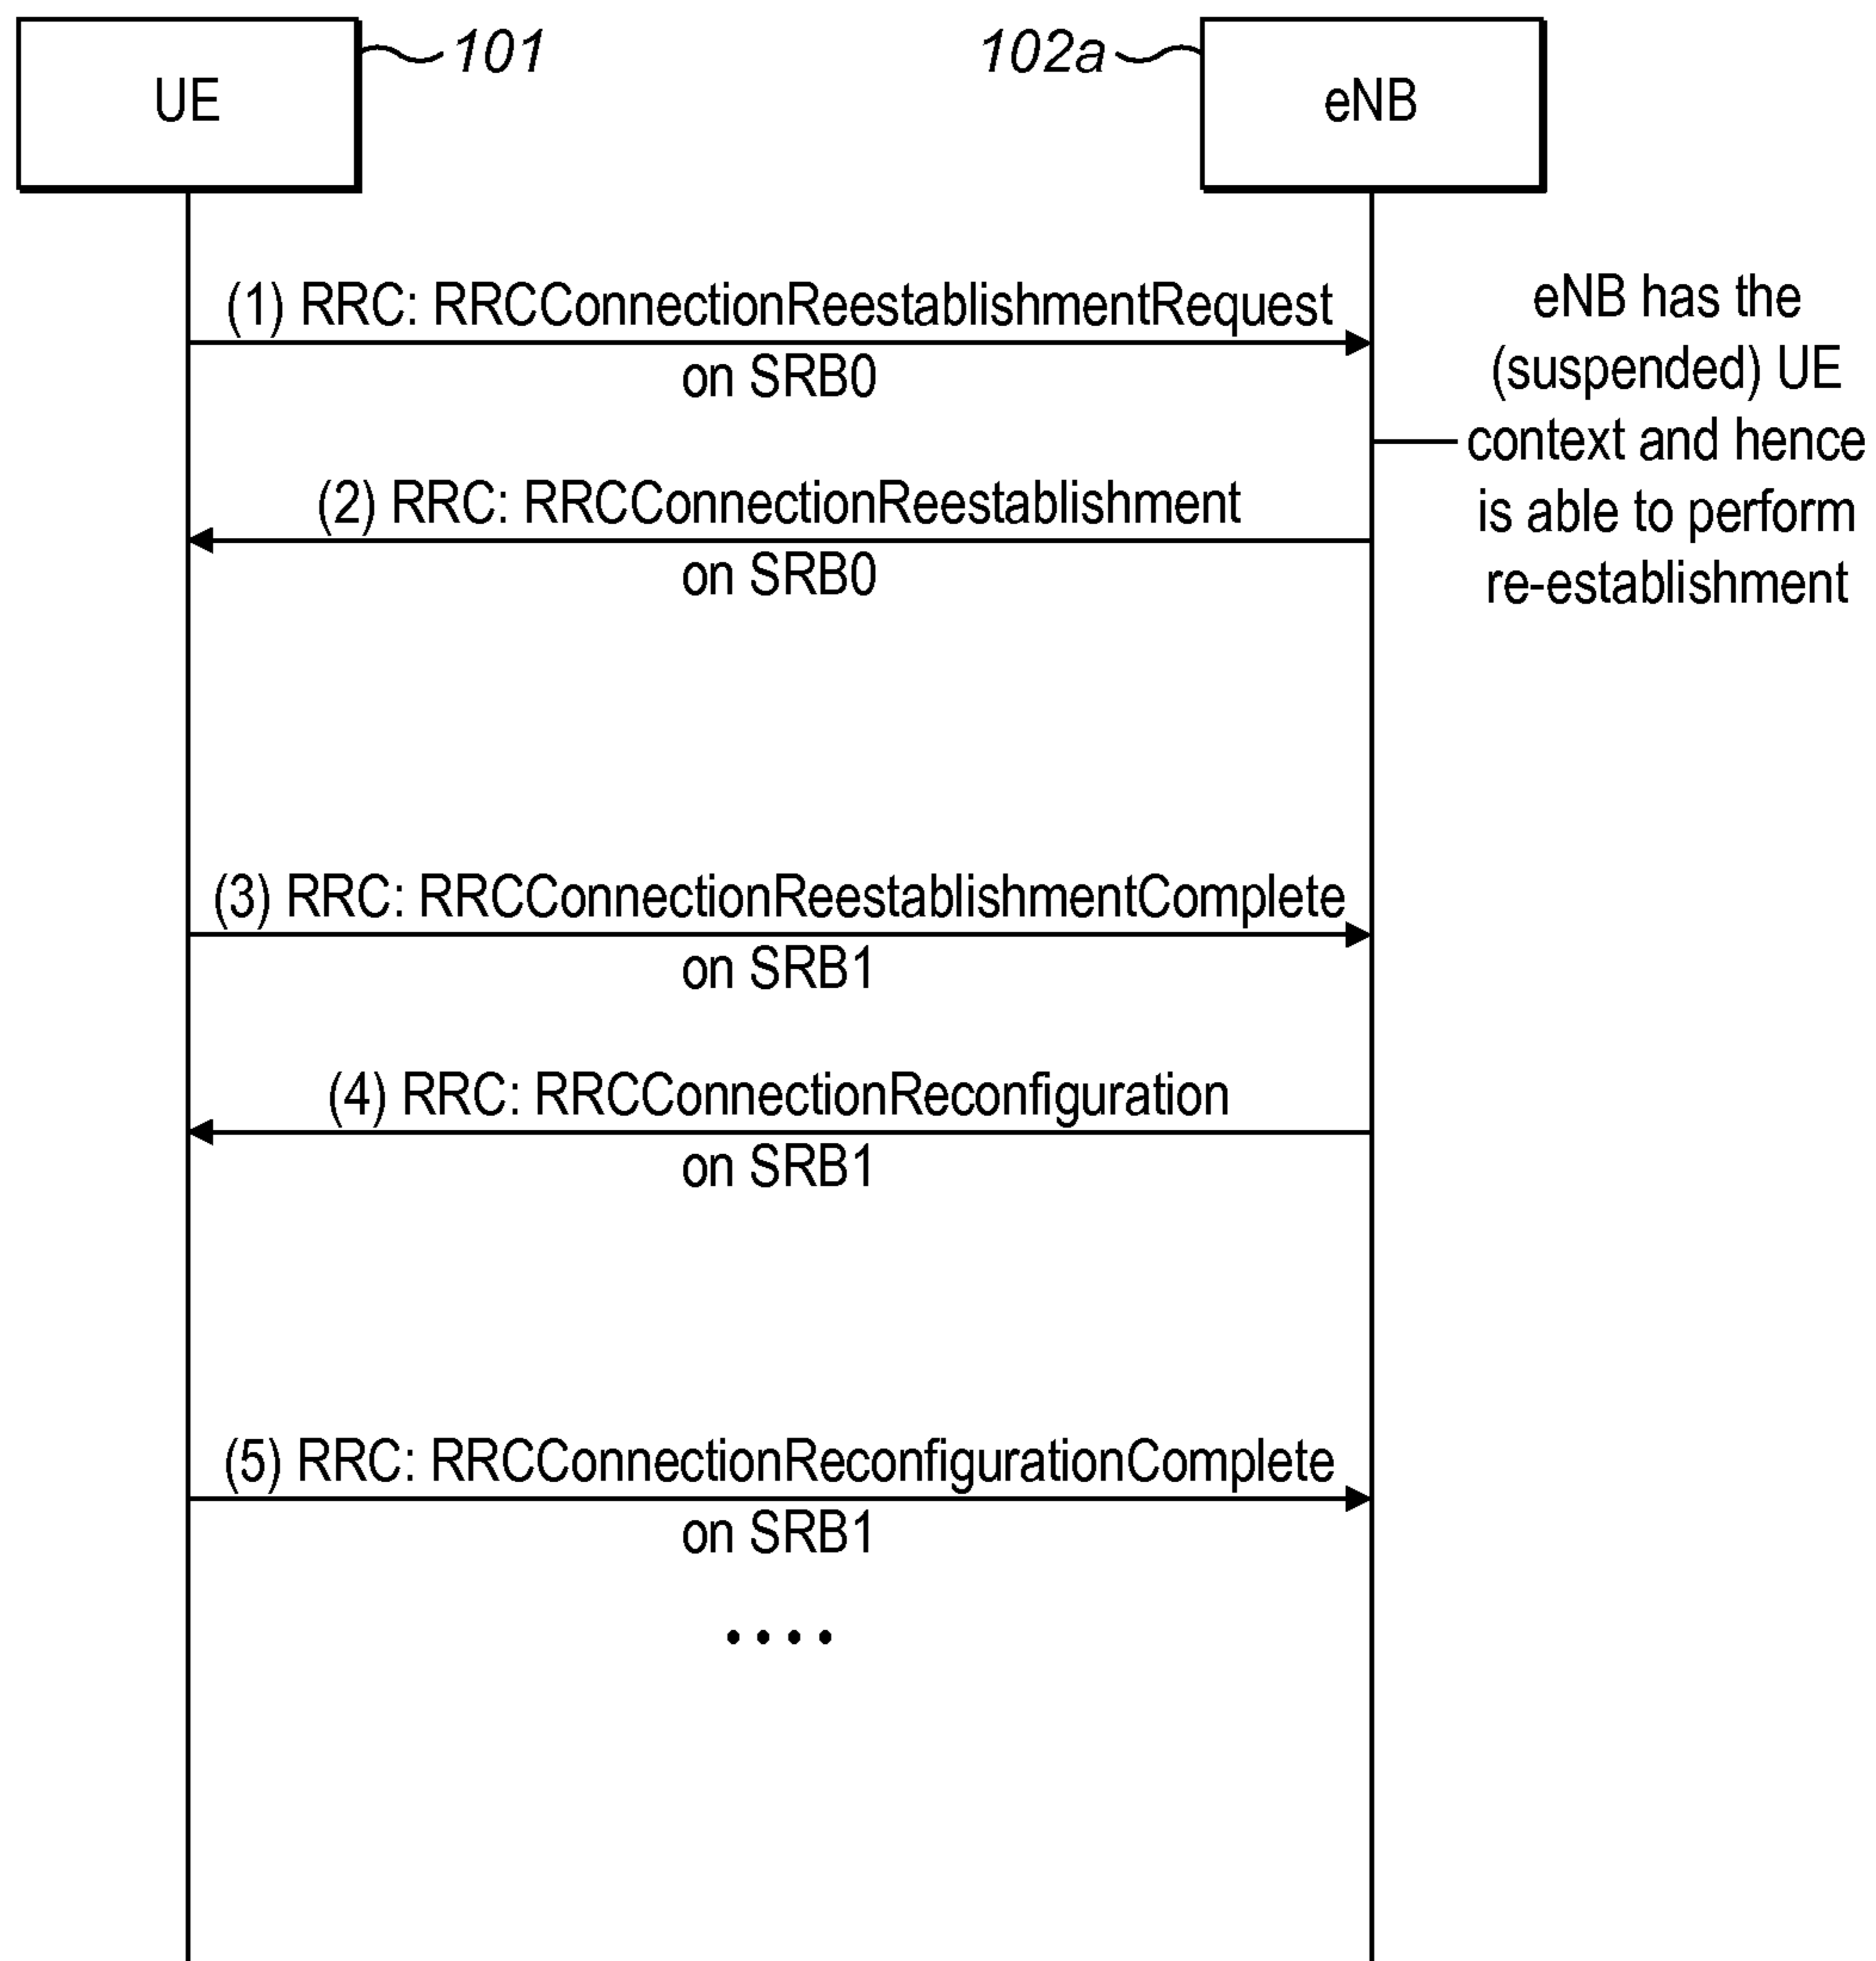 UE
101
102a
eNB
(1) RRC: RRCConnectionReestablishmentRequest
on SRB0
eNB has the
(suspended) UE
context and hence
is able to perform
re-establishment
(2) RRC: RRCConnectionReestablishment
on SRB0
(3) RRC: RRCConnectionReestablishmentComplete
on SRB1
(4) RRC: RRCConnectionReconfiguration
on SRB1
(5) RRC: RRCConnectionReconfigurationComplete
on SRB1
....